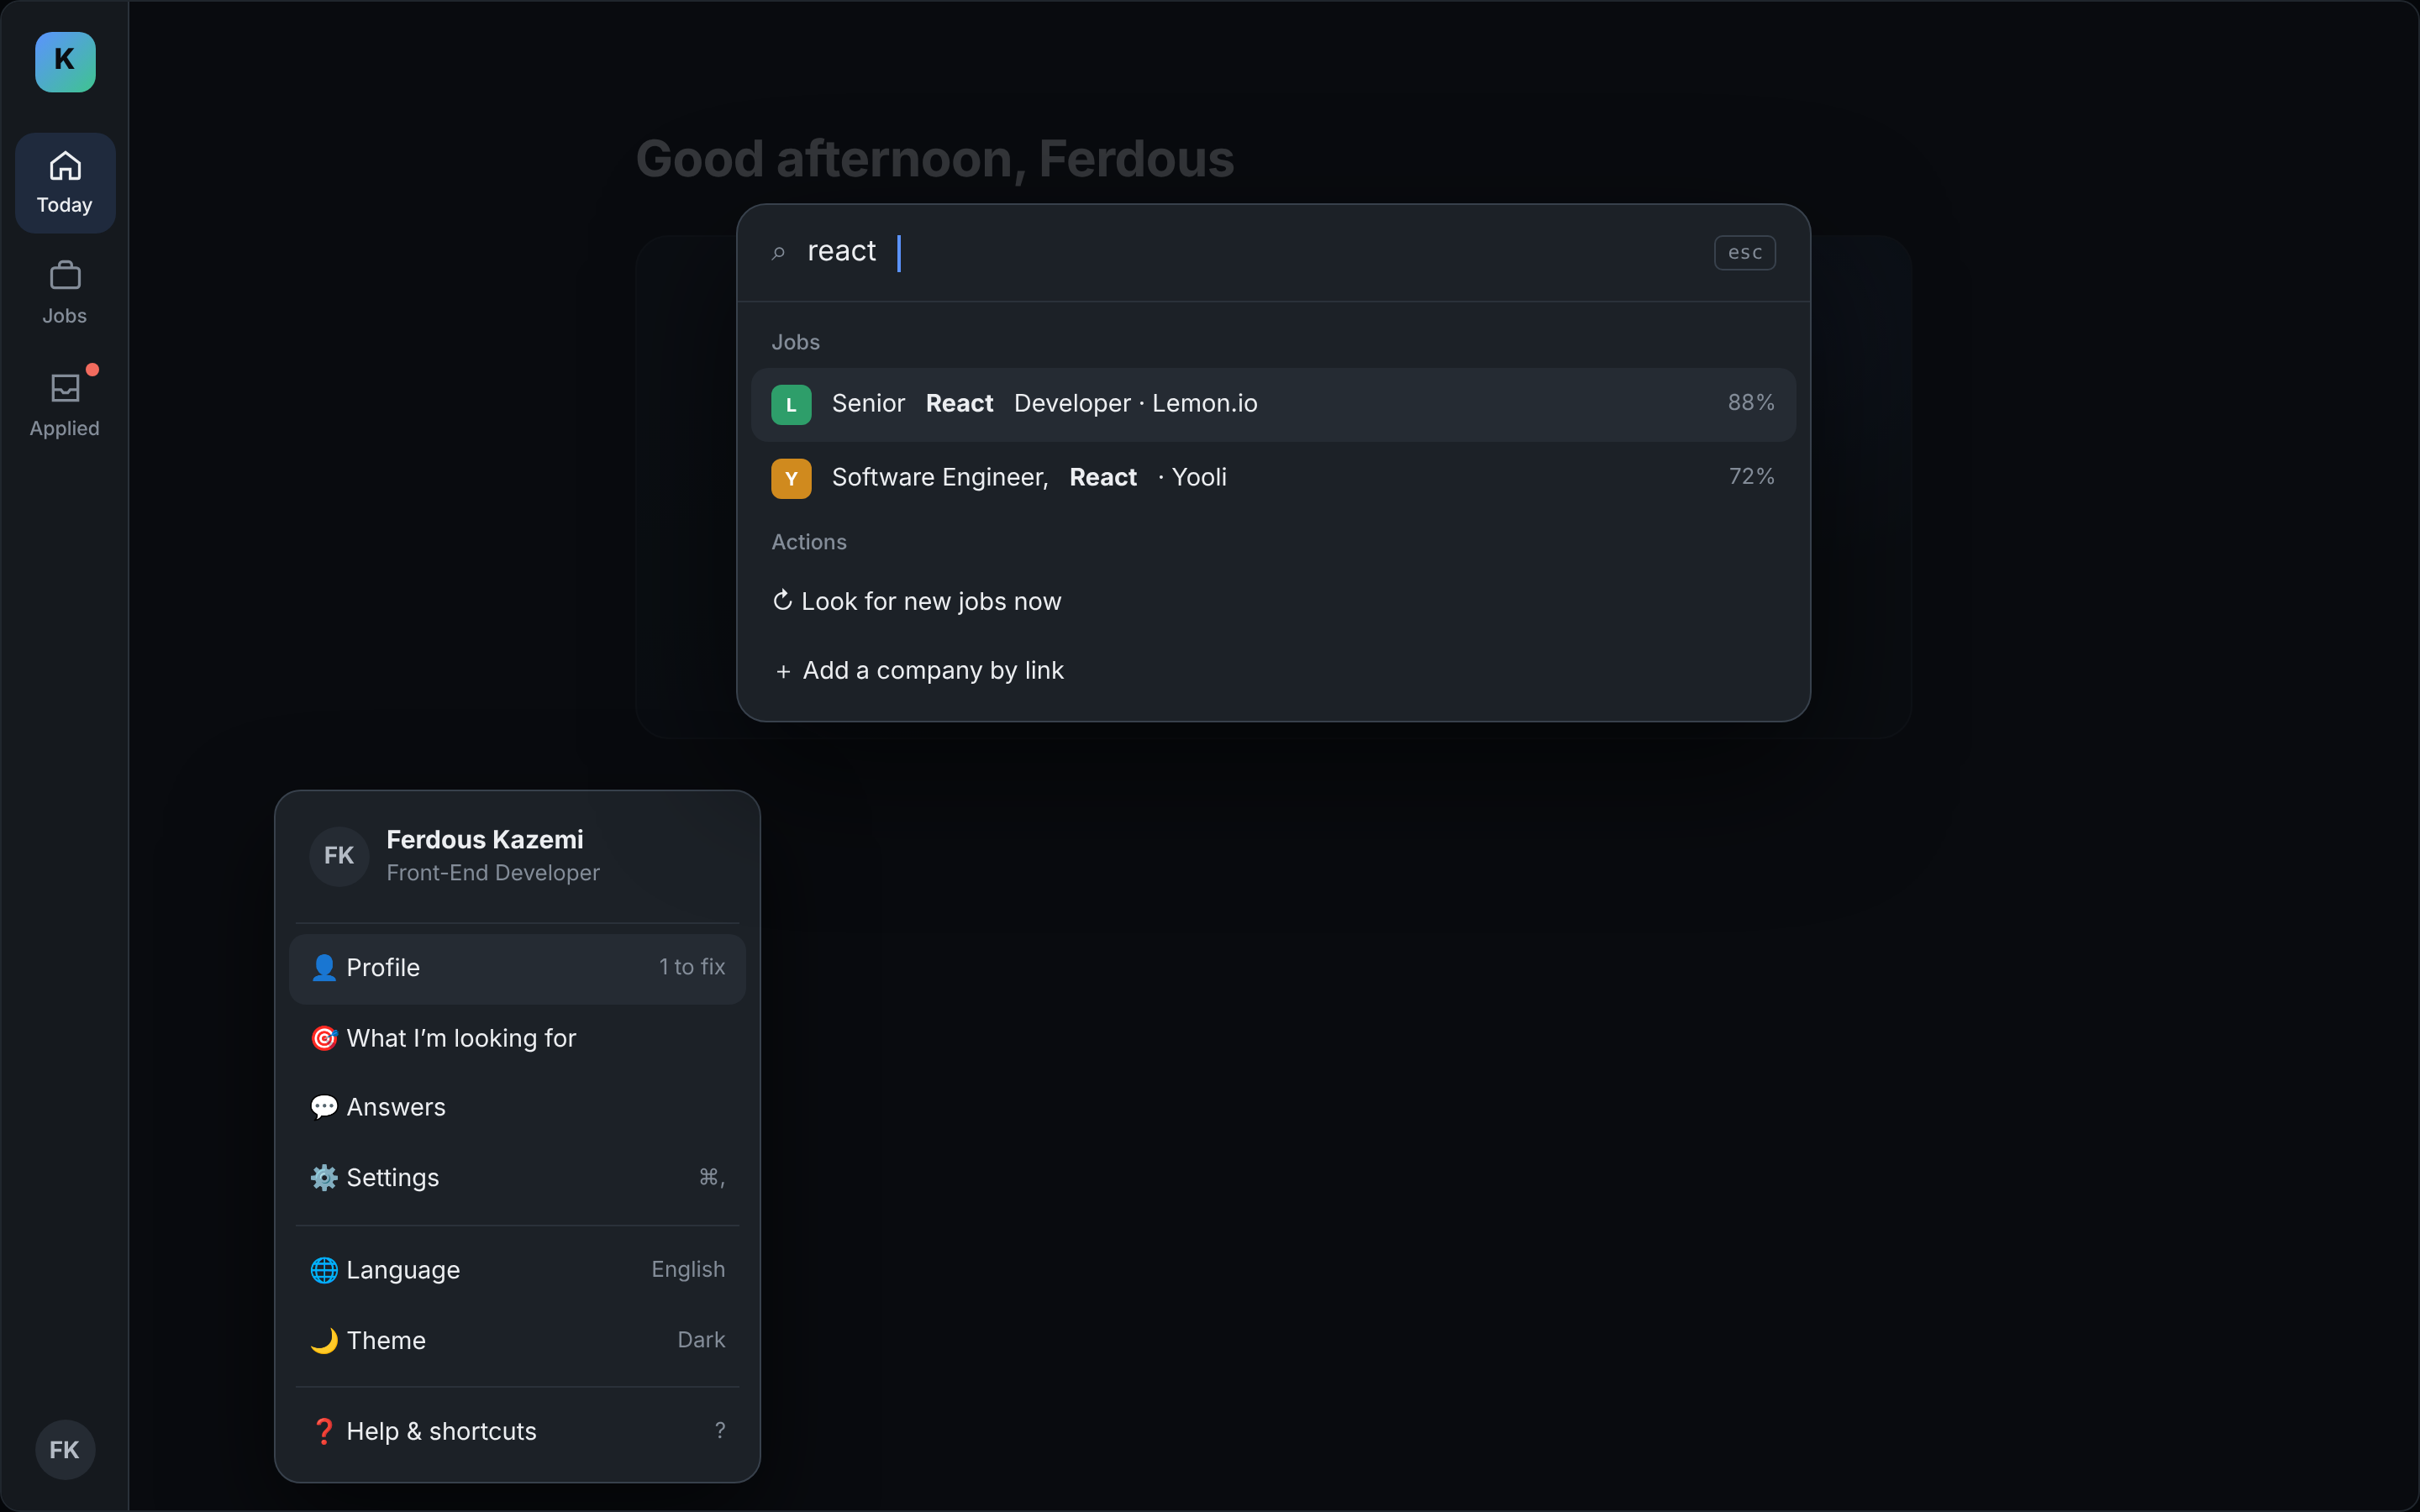 K
Today
Jobs
Applied
FK
Good afternoon, Ferdous
react
esc
Jobs
L Senior React Developer · Lemon.io 88%
Y Software Engineer, React · Yooli 72%
Actions
↻ Look for new jobs now
+ Add a company by link
FK
Ferdous Kazemi
Front-End Developer
👤 Profile 1 to fix
🎯 What I’m looking for
💬 Answers
⚙️ Settings ⌘,
🌐 Language English
🌙 Theme Dark
❓ Help & shortcuts ?